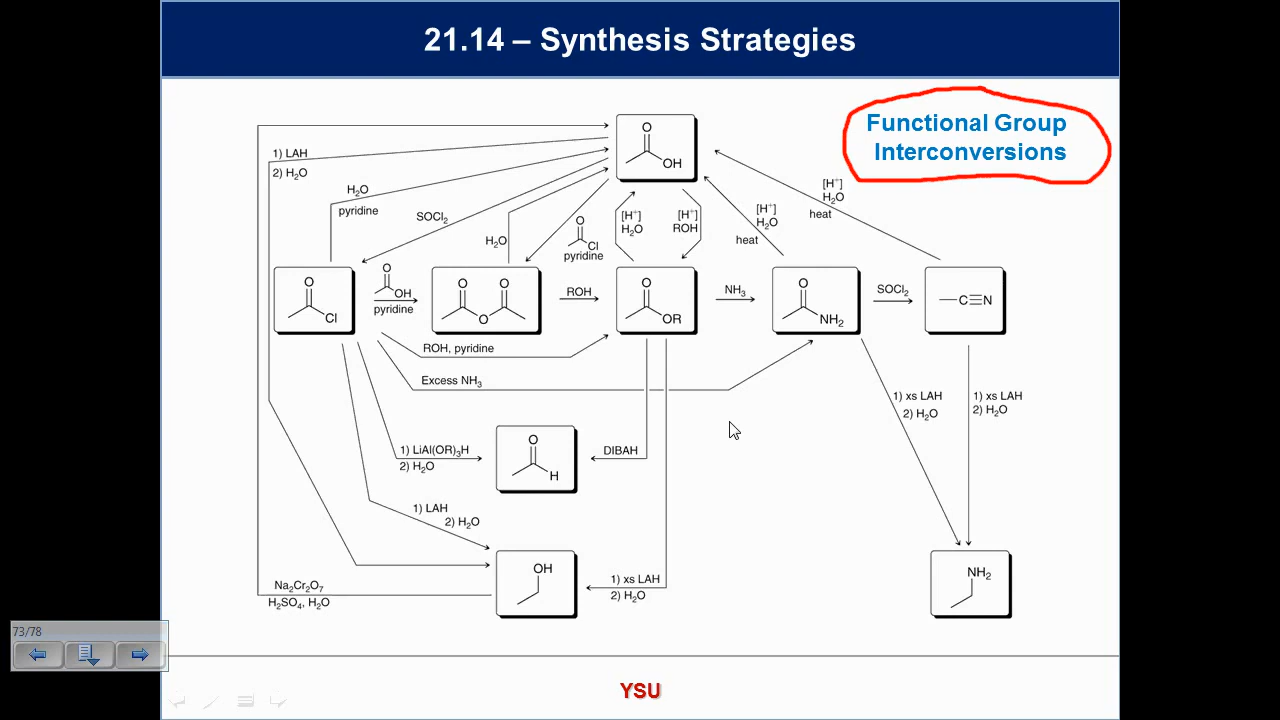 21.14 – Synthesis Strategies
Functional Group
Interconversions
O
OH
1) LAH
2) H₂O
H₂O
pyridine
SOCl₂
H₂O
O
Cl
pyridine
[H⁺]
H₂O
[H⁺]
ROH
[H⁺]
H₂O
heat
[H⁺]
H₂O
heat
O
Cl
O
OH
pyridine
O O
O
ROH
O
OR
NH₃
O
NH₂
SOCl₂
C≡N
ROH, pyridine
Excess NH₃
1) LiAl(OR)₃H
2) H₂O
O
H
DIBAH
1) xs LAH
2) H₂O
1) xs LAH
2) H₂O
1) LAH
2) H₂O
OH
1) xs LAH
2) H₂O
NH₂
Na₂Cr₂O₇
H₂SO₄, H₂O
73/78
YSU